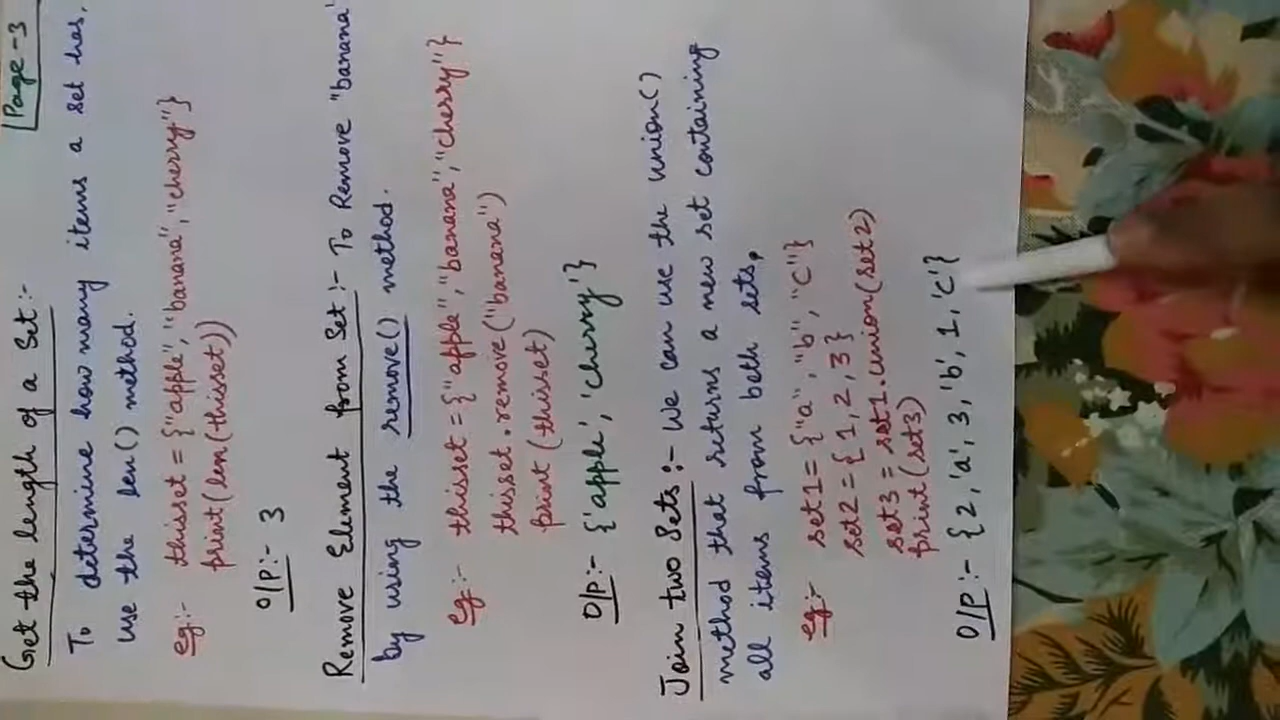 Page-3
Get the length of a Set:-
To determine how many items a set has,
use the len() method.
eg:- thisset = {"apple", "banana", "cherry"}
print(len(thisset))
O/P:- 3
Remove Element from Set:- To Remove "banana"
by using the remove() method.
eg:- thisset = {"apple", "banana", "cherry"}
thisset.remove("banana")
print(thisset)
O/P:- {'apple', 'cherry'}
Join two Sets:- We can use the union()
method that returns a new set containing
all items from both sets,
eg:- set1 = {"a", "b", "c"}
set2 = {1, 2, 3}
set3 = set1.union(set2)
print(set3)
O/P:- {2, 'a', 3, 'b', 1, 'c'}